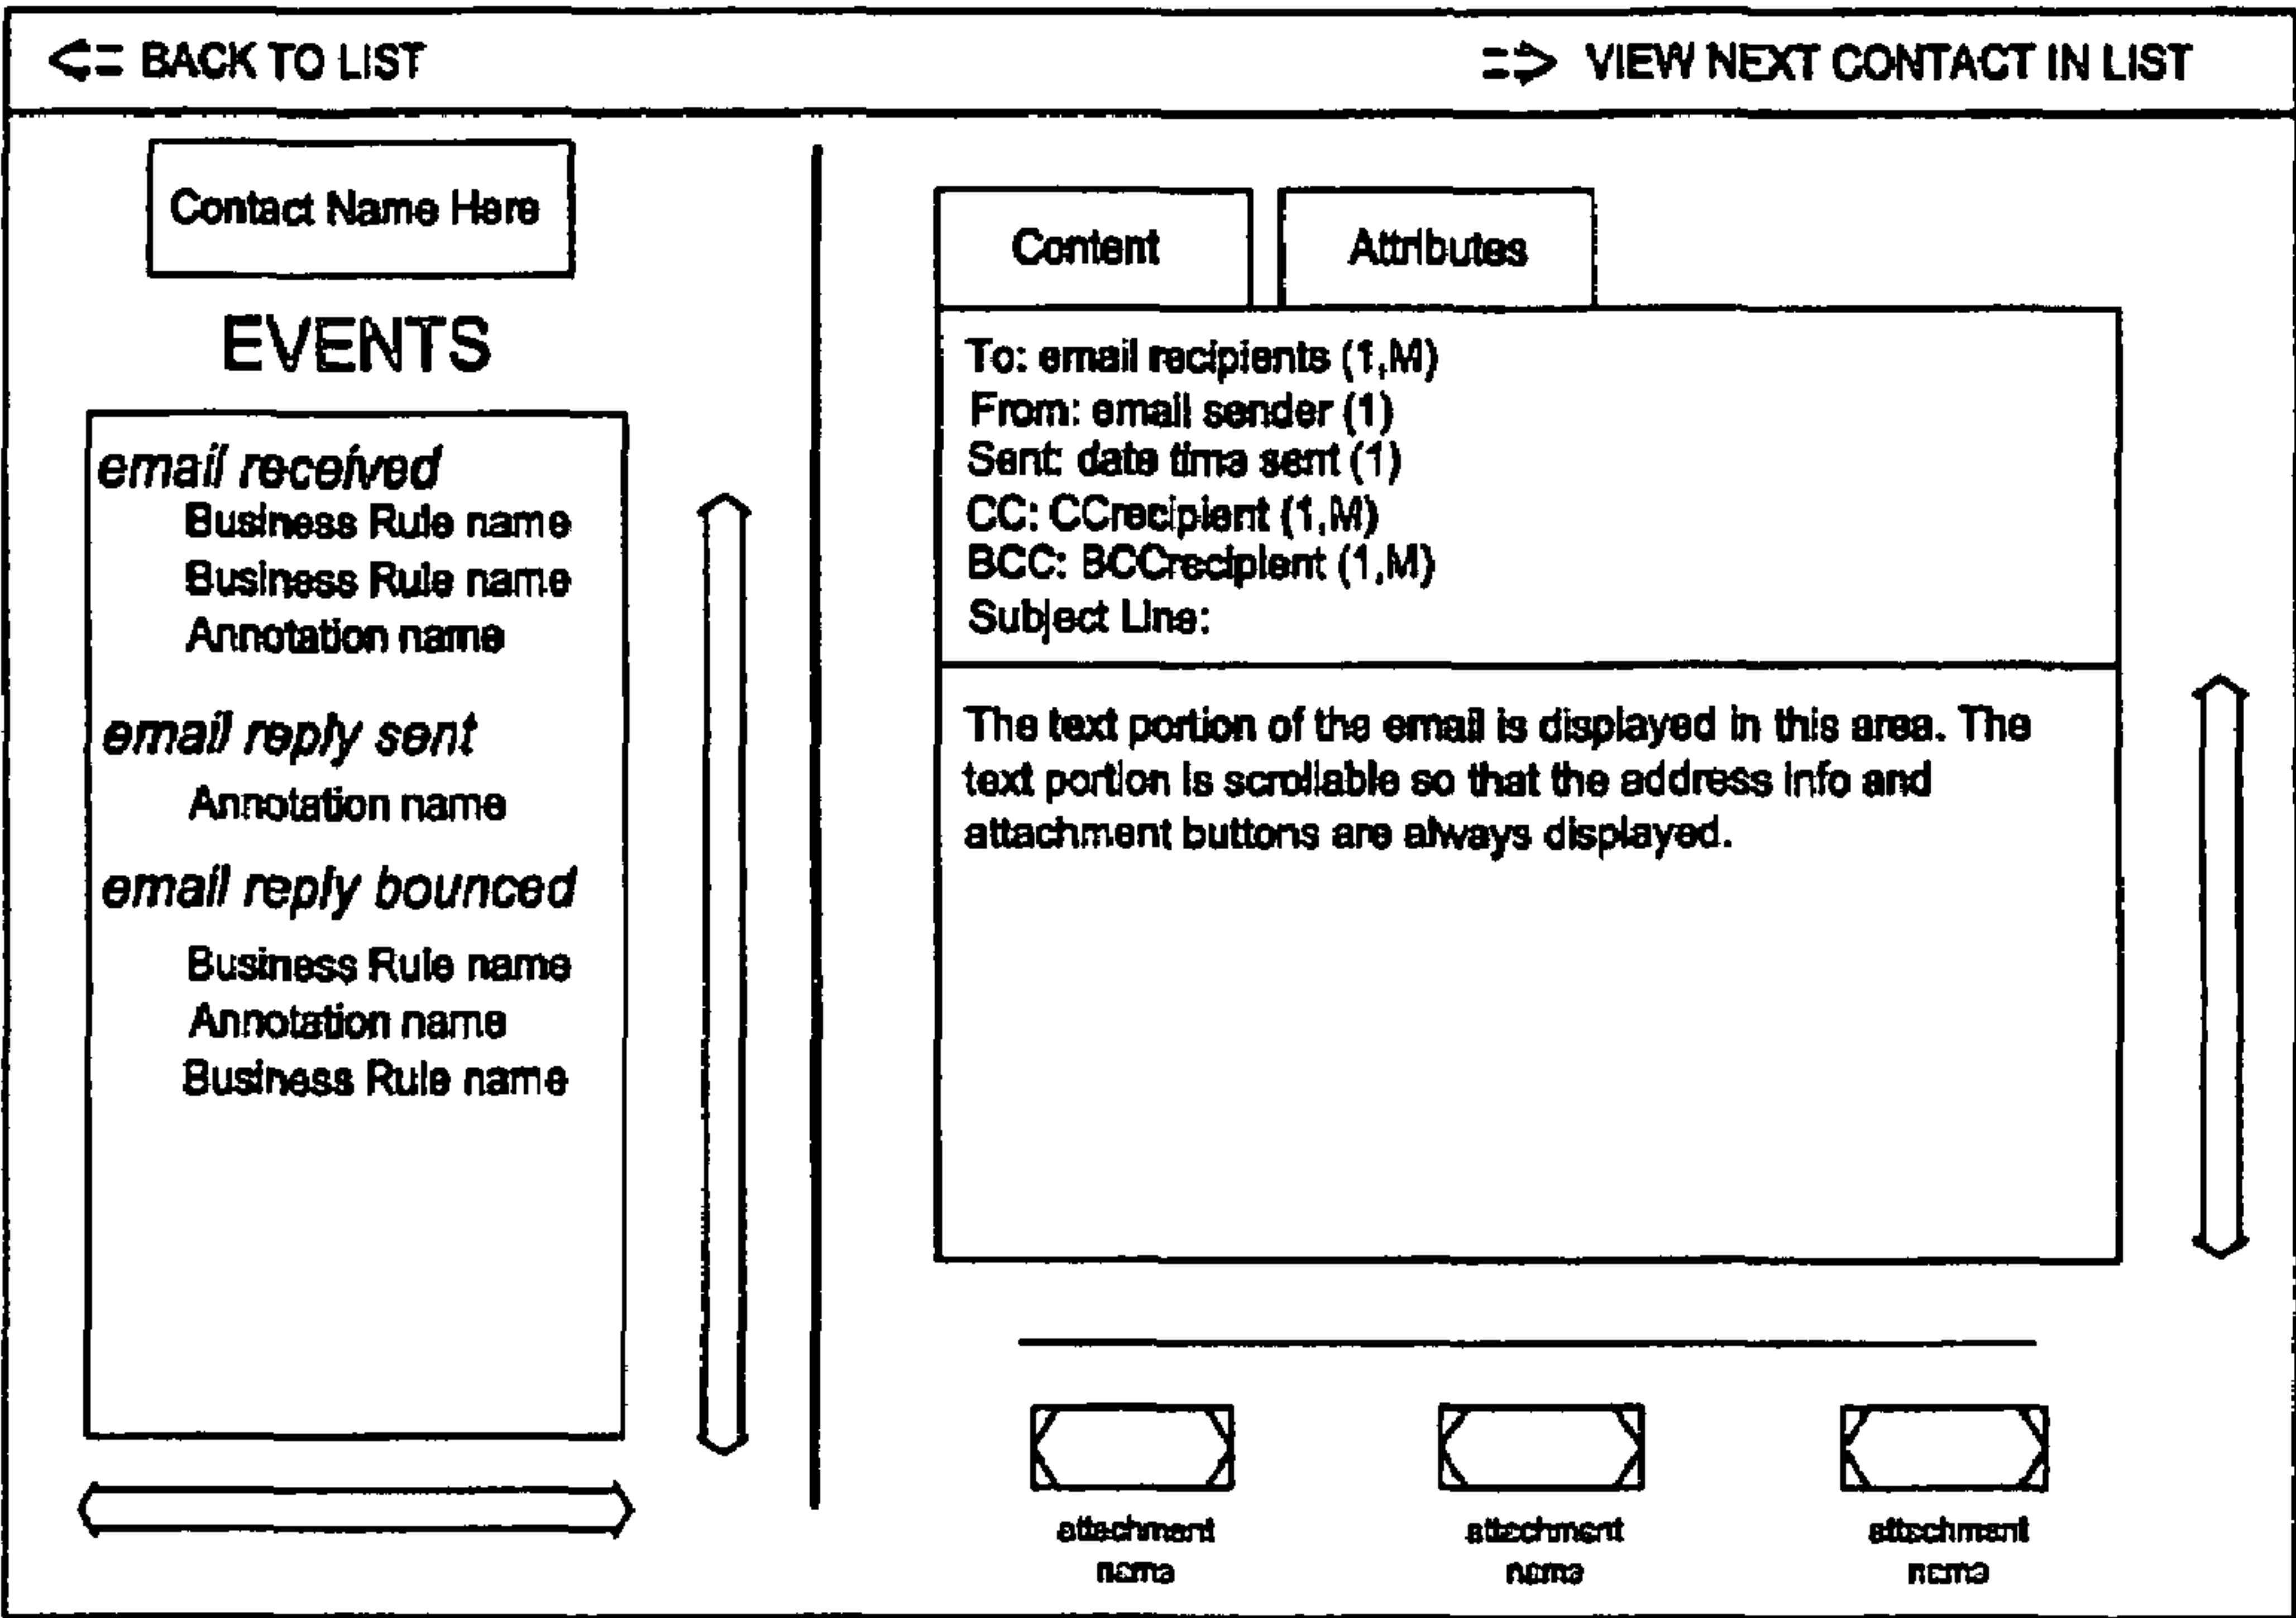 <= BACK TO LIST
=> VIEW NEXT CONTACT IN LIST
Contact Name Here
EVENTS
email received
Business Rule name
Business Rule name
Annotation name
email reply sent
Annotation name
email reply bounced
Business Rule name
Annotation name
Business Rule name
Content
Attributes
To: email recipients (1,M)
From: email sender (1)
Sent: date time sent (1)
CC: CCrecipient (1,M)
BCC: BCCrecipient (1,M)
Subject Line:
The text portion of the email is displayed in this area. The
text portion is scrollable so that the address info and
attachment buttons are always displayed.
attachment
name
attachment
name
attachment
name